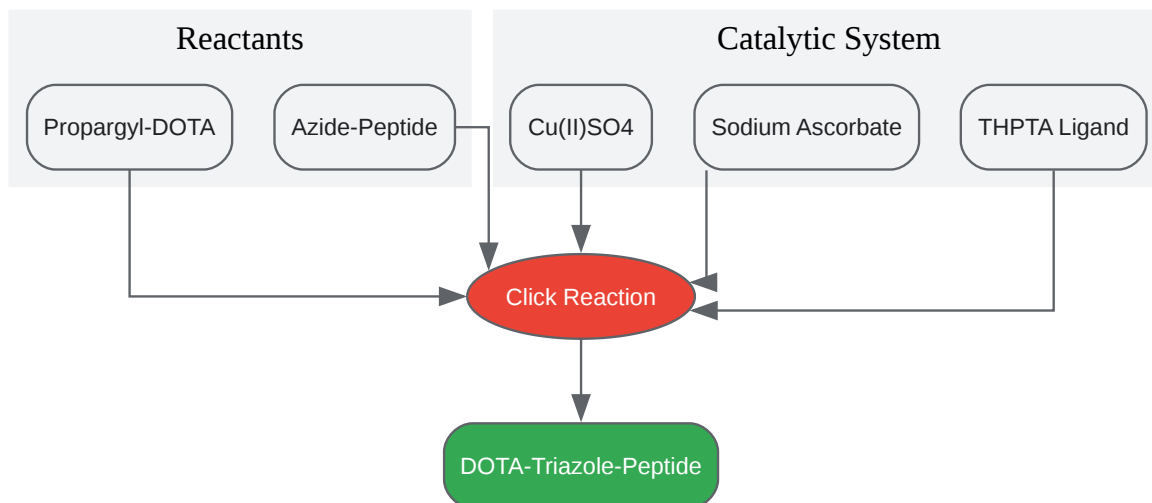 Reactants
Catalytic System
Propargyl-DOTA
Azide-Peptide
Cu(II)SO4
Sodium Ascorbate
THPTA Ligand
Click Reaction
DOTA-Triazole-Peptide